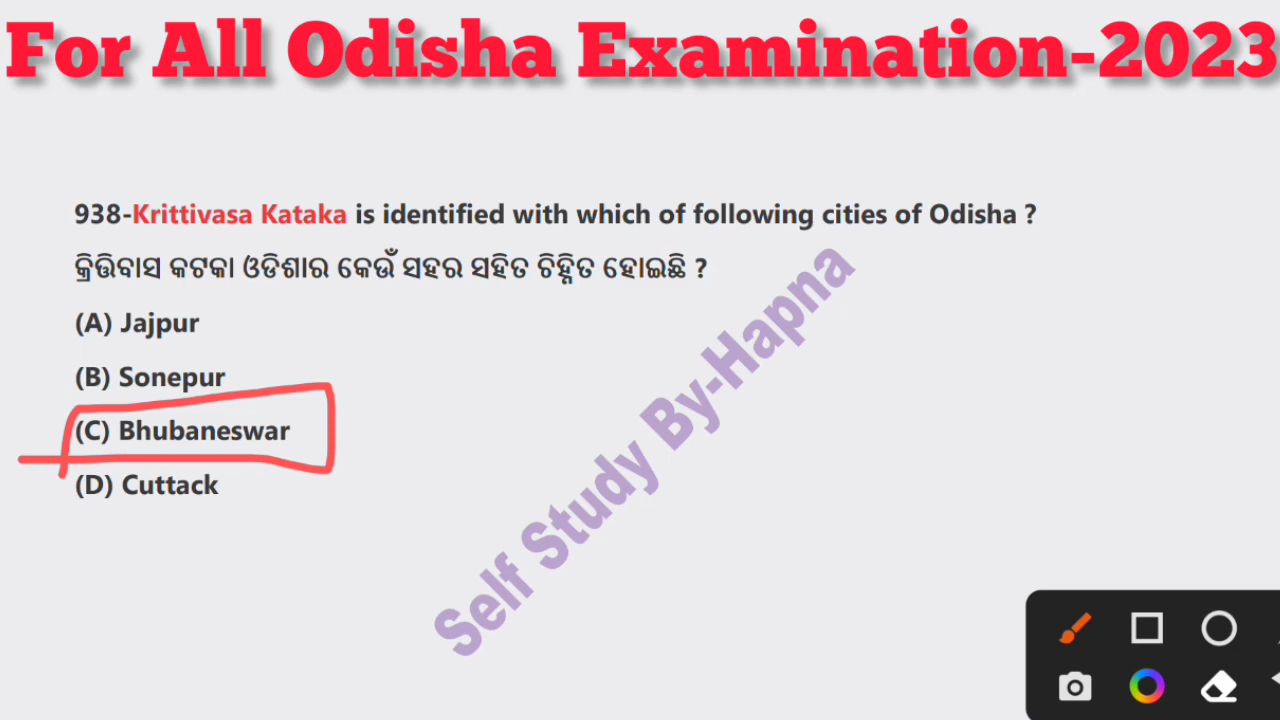 For All Odisha Examination-2023
938-Krittivasa Kataka is identified with which of following cities of Odisha ?
କ୍ରିତ୍ତିବାସ କଟକା ଓଡିଶାର କେଉଁ ସହର ସହିତ ଚିହ୍ନିତ ହୋଇଛି ?
(A) Jajpur
(B) Sonepur
(C) Bhubaneswar
(D) Cuttack
Self Study By-Hapna